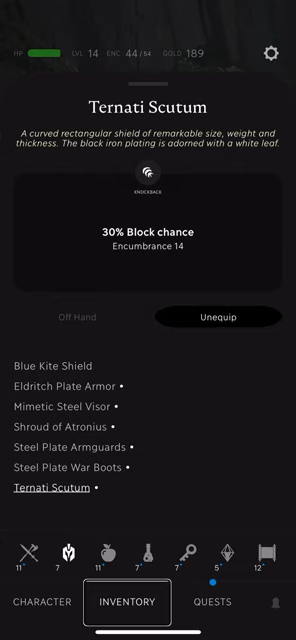 HP LVL 14 ENC 44/54 GOLD 189
Ternati Scutum
A curved rectangular shield of remarkable size, weight and
thickness. The black iron plating is adorned with a white leaf.
KNOCKBACK
30% Block chance
Encumbrance 14
Off Hand Unequip
Blue Kite Shield
Eldritch Plate Armor •
Mimetic Steel Visor •
Shroud of Atronius •
Steel Plate Armguards •
Steel Plate War Boots •
Ternati Scutum •
11 7 11 7 7 5 12
CHARACTER INVENTORY QUESTS